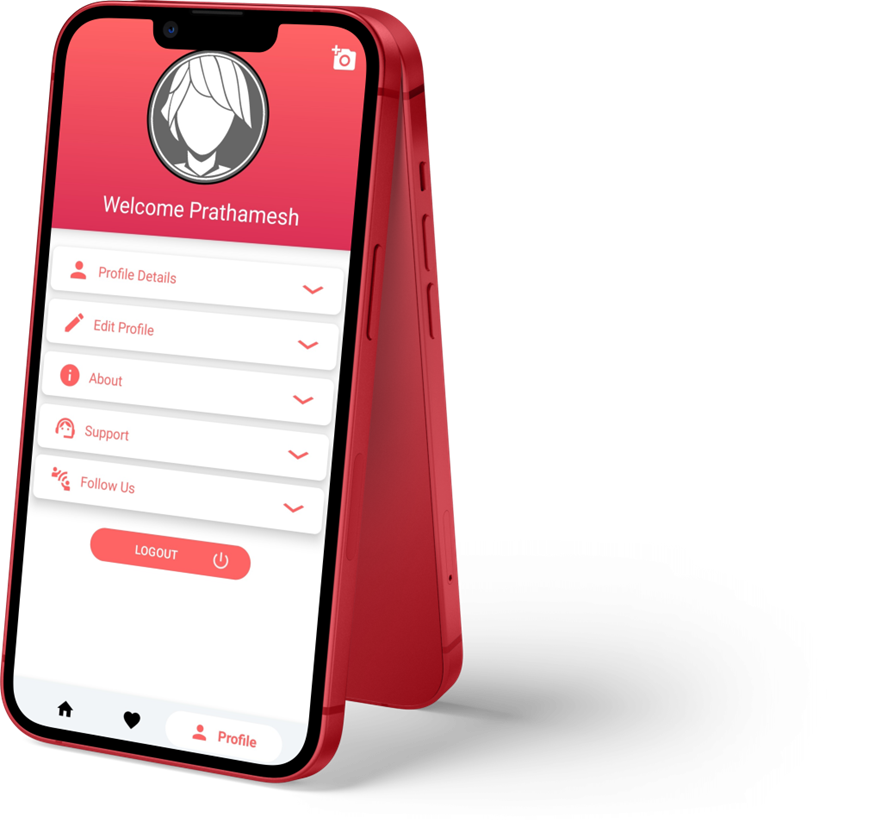 Welcome Prathamesh
Profile Details
Edit Profile
About
Support
Follow Us
LOGOUT
Profile